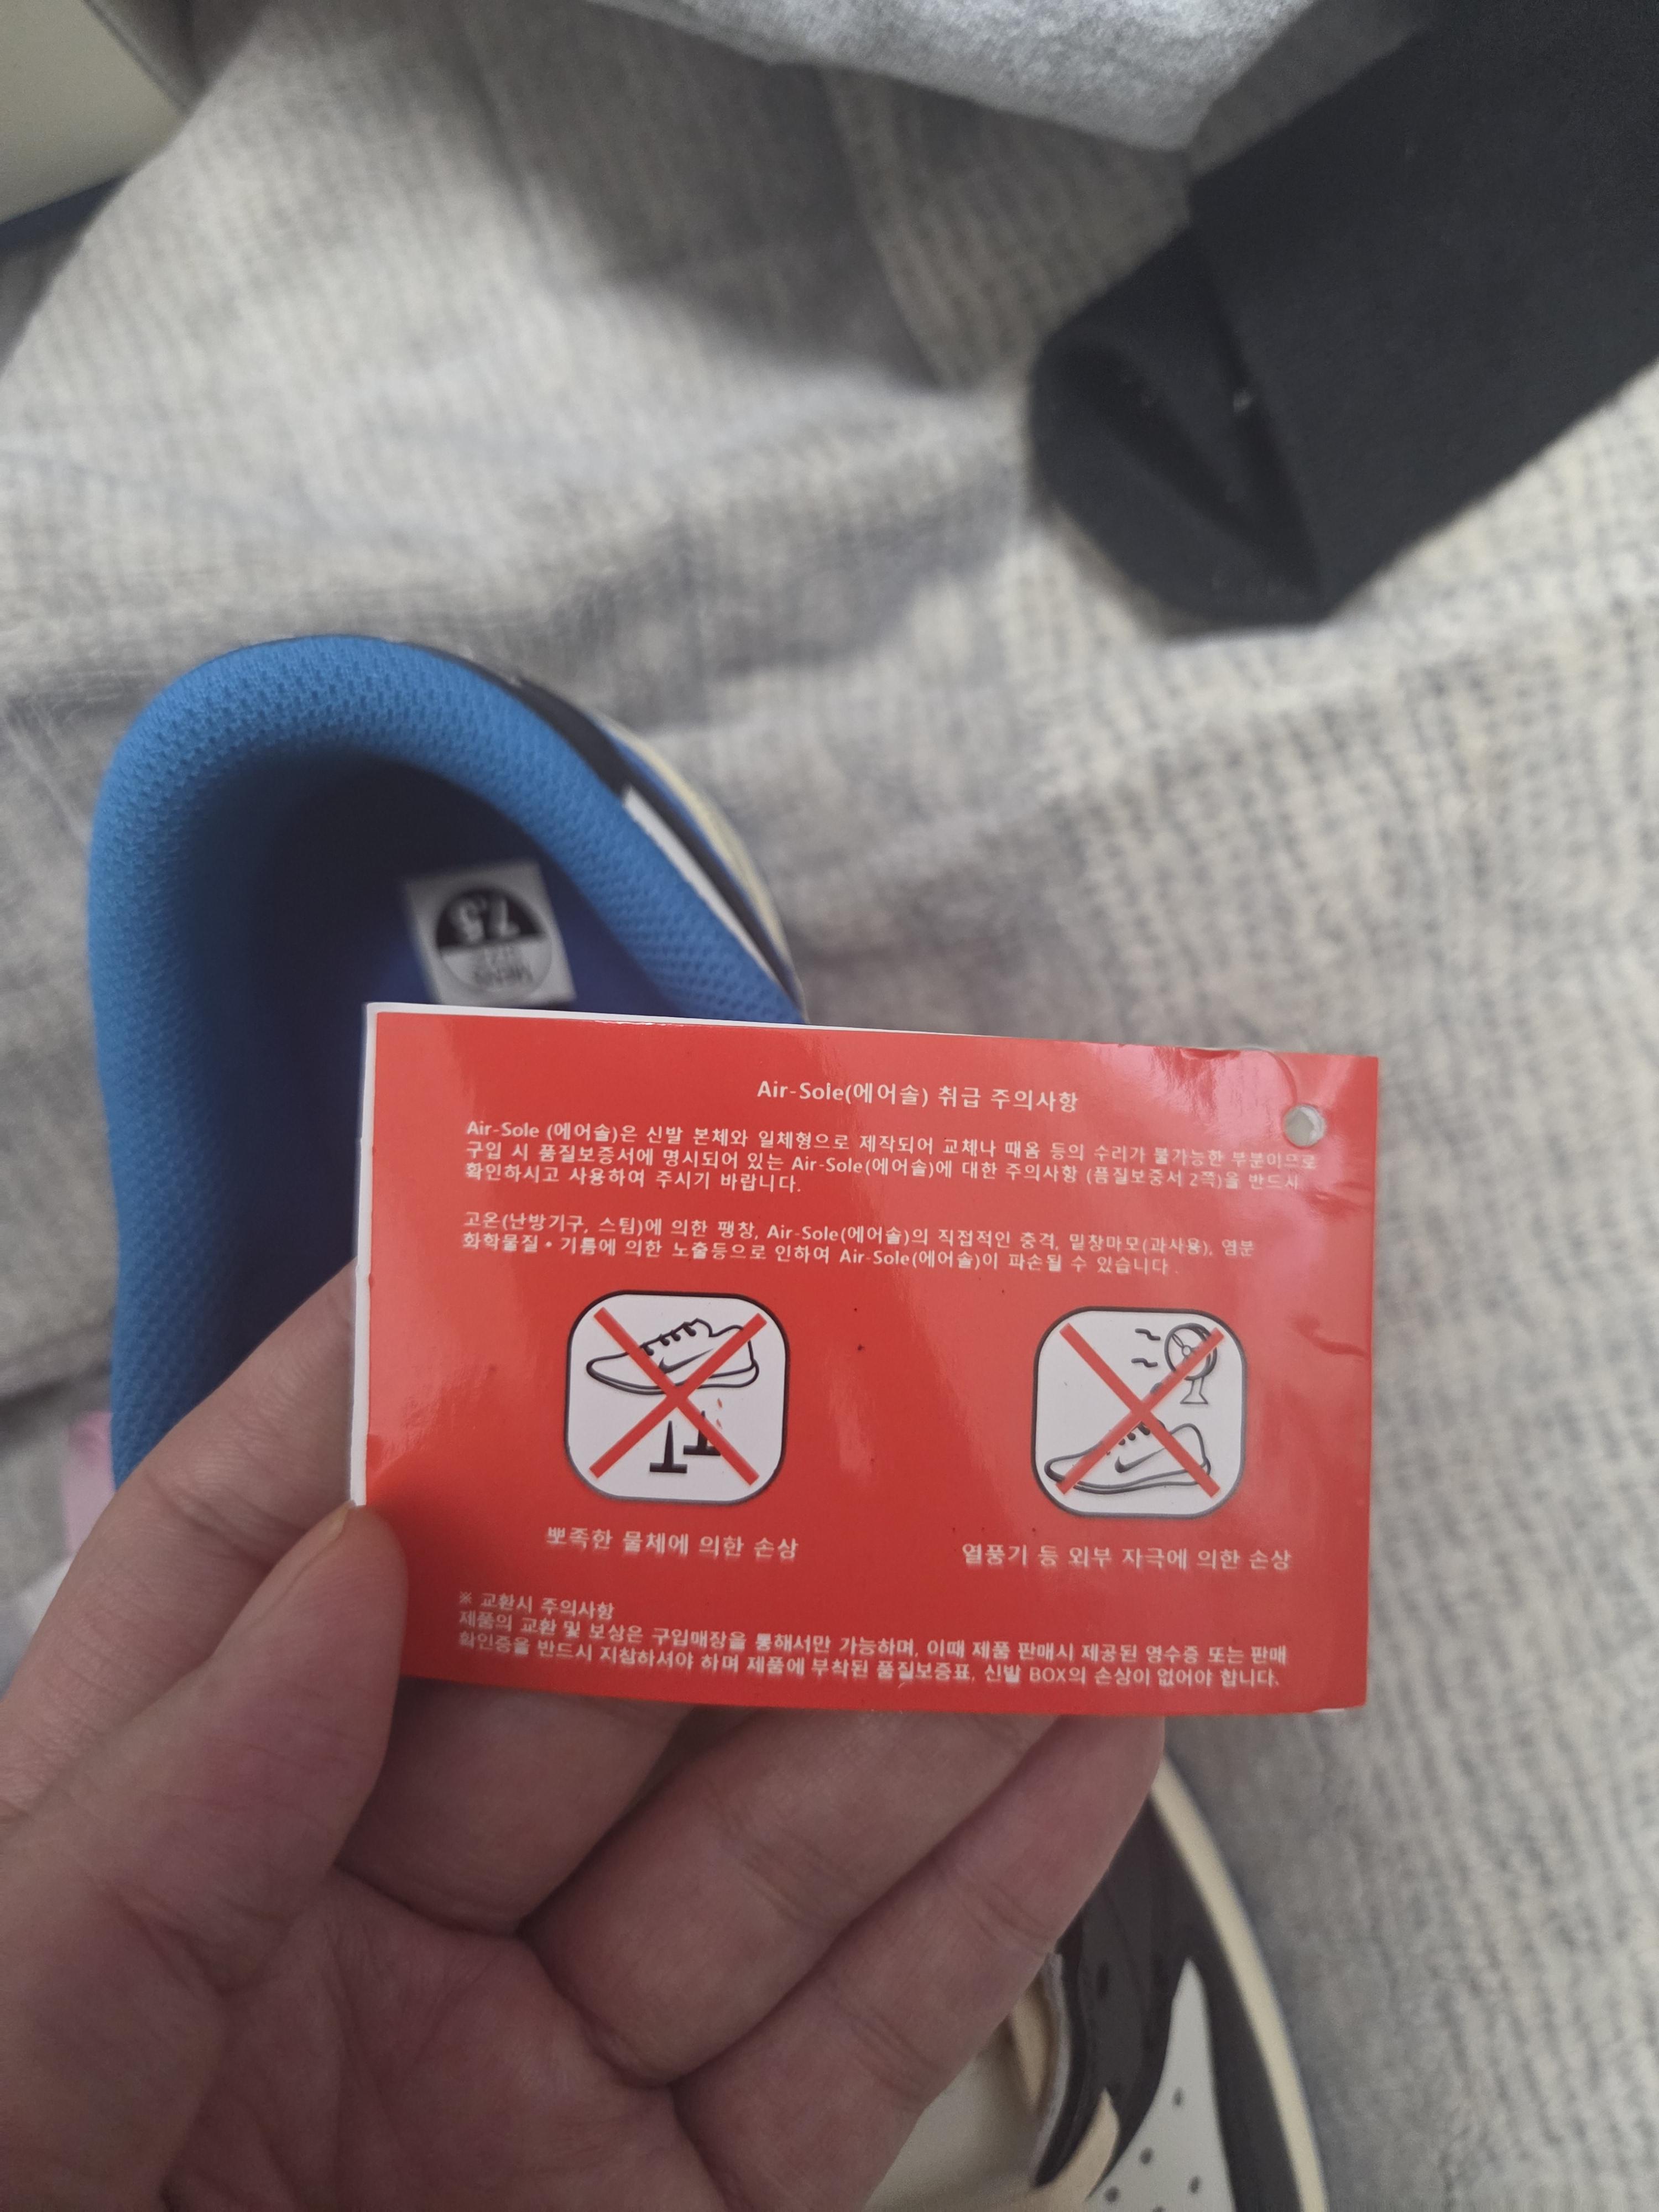 7.5
MENS
Air-Sole(에어솔) 취급 주의사항
Air-Sole (에어솔)은 신발 본체와 일체형으로 제작되어 교체나 때움 등의 수리가 불가능한 부분이므로
구입 시 품질보증서에 명시되어 있는 Air-Sole(에어솔)에 대한 주의사항 (품질보증서 2쪽)을 반드시
확인하시고 사용하여 주시기 바랍니다.
고온(난방기구, 스팀)에 의한 팽창, Air-Sole(에어솔)의 직접적인 충격, 밑창마모(과사용), 염분
화학물질 • 기름에 의한 노출등으로 인하여 Air-Sole(에어솔)이 파손될 수 있습니다 .
뾰족한 물체에 의한 손상
열풍기 등 외부 자극에 의한 손상
※ 교환시 주의사항
제품의 교환 및 보상은 구입매장을 통해서만 가능하며, 이때 제품 판매시 제공된 영수증 또는 판매
확인증을 반드시 지참하셔야 하며 제품에 부착된 품질보증표, 신발 BOX의 손상이 없어야 합니다.